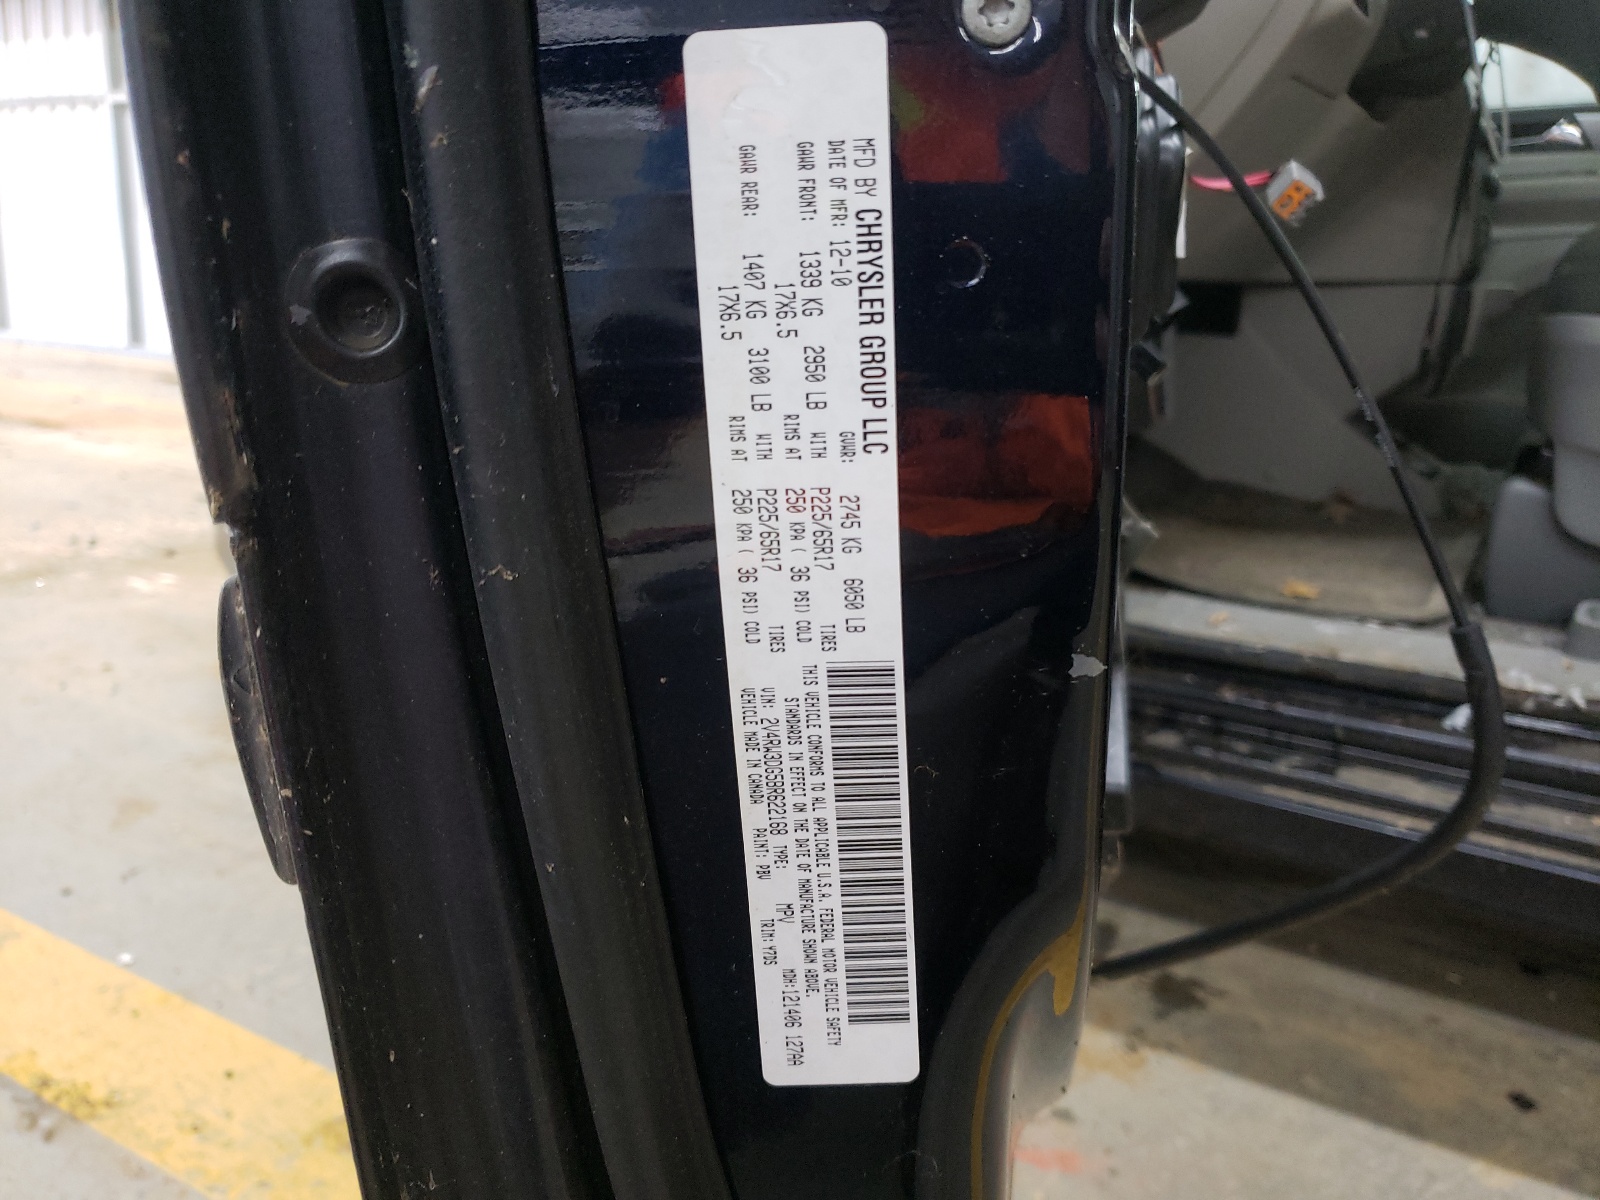 MFD BY CHRYSLER GROUP LLC
DATE OF MFR: 12-10 GVWR: 2745 KG 6050 LB
GAWR FRONT: 1339 KG 2950 LB WITH P225/65R17 TIRES
17X6.5 RIMS AT 250 KPA ( 36 PSI) COLD
GAWR REAR: 1407 KG 3100 LB WITH P225/65R17 TIRES
17X6.5 RIMS AT 250 KPA ( 36 PSI) COLD
THIS VEHICLE CONFORMS TO ALL APPLICABLE U.S.A. FEDERAL MOTOR VEHICLE SAFETY
STANDARDS IN EFFECT ON THE DATE OF MANUFACTURE SHOWN ABOVE.
VIN: 2V4RW3DG5BR622168 TYPE: MPV MDH:121406 127AA
VEHICLE MADE IN CANADA PAINT: PBV TRIM: Y7DS